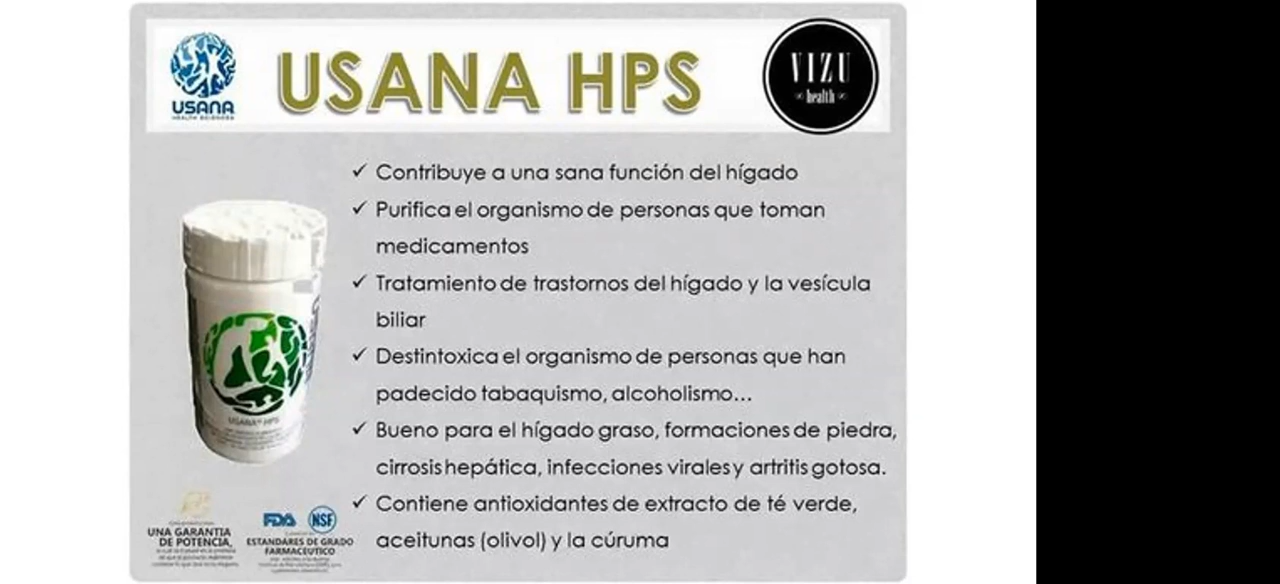 USANA
HEALTH SCIENCES
USANA HPS
VIZU
health
✓ Contribuye a una sana función del hígado
✓ Purifica el organismo de personas que toman
medicamentos
✓ Tratamiento de trastornos del hígado y la vesícula
biliar
✓ Destintoxica el organismo de personas que han
padecido tabaquismo, alcoholismo...
✓ Bueno para el hígado graso, formaciones de piedra,
cirrosis hepática, infecciones virales y artritis gotosa.
✓ Contiene antioxidantes de extracto de té verde,
aceitunas (olivol) y la cúruma
USANA® HPS
UNA GARANTIA
DE POTENCIA,
FDA NSF
ESTANDARES DE GRADO
FARMACEUTICO